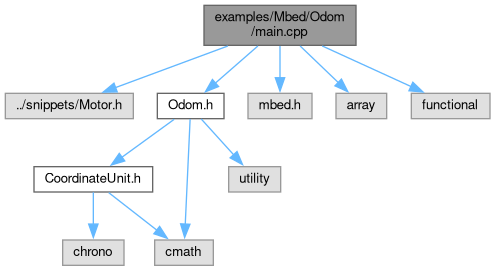 examples/Mbed/Odom
/main.cpp
../snippets/Motor.h
Odom.h
mbed.h
array
functional
CoordinateUnit.h
utility
chrono
cmath